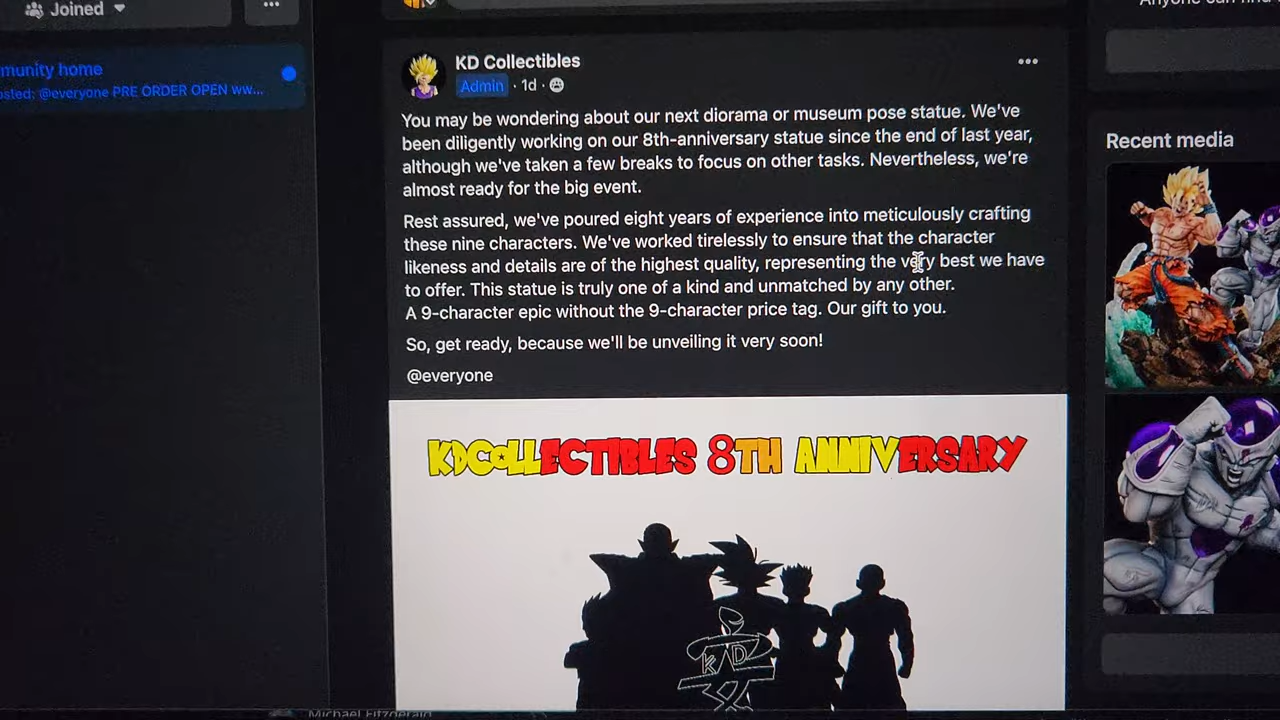 Joined
munity home
osted: @everyone PRE ORDER OPEN ww...
KD Collectibles
Admin · 1d ·
You may be wondering about our next diorama or museum pose statue. We've
been diligently working on our 8th-anniversary statue since the end of last year,
although we've taken a few breaks to focus on other tasks. Nevertheless, we're
almost ready for the big event.
Rest assured, we've poured eight years of experience into meticulously crafting
these nine characters. We've worked tirelessly to ensure that the character
likeness and details are of the highest quality, representing the very best we have
to offer. This statue is truly one of a kind and unmatched by any other.
A 9-character epic without the 9-character price tag. Our gift to you.
So, get ready, because we'll be unveiling it very soon!
@everyone
KDCOLLECTIBLES 8TH ANNIVERSARY
KD
Recent media
Michael Fitzgerald